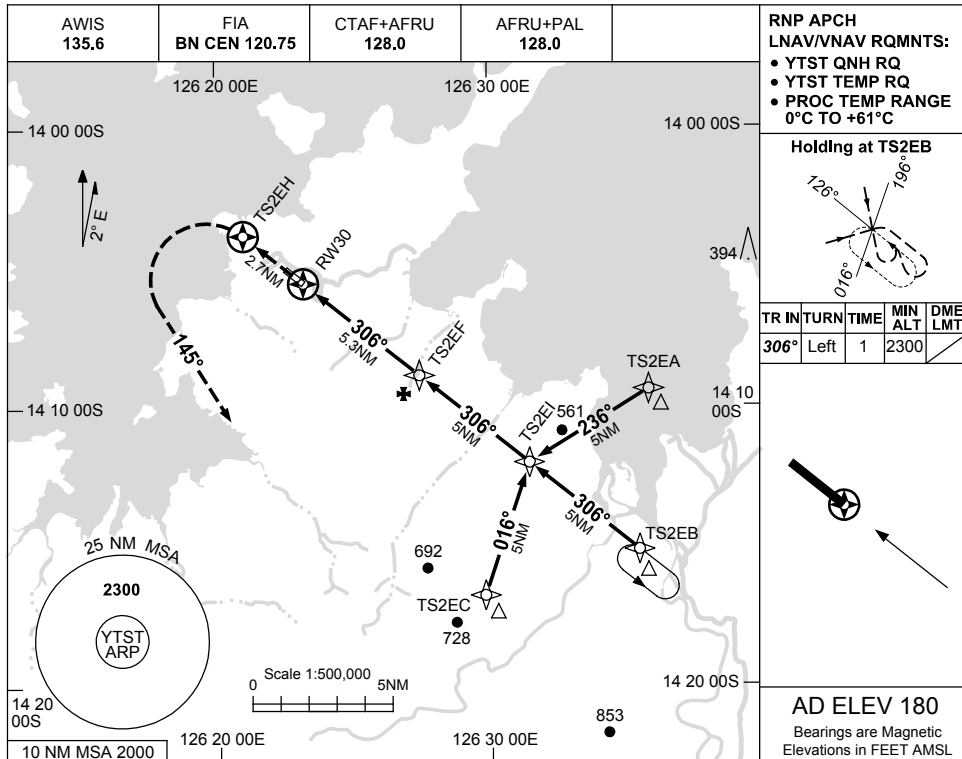 AWIS
135.6
FIA
BN CEN 120.75
CTAF+AFRU
128.0
AFRU+PAL
128.0
RNP APCH
LNAV/VNAV RQMNTS:
• YTST QNH RQ
• YTST TEMP RQ
• PROC TEMP RANGE
0°C TO +61°C
126 20 00E
126 30 00E
14 00 00S
14 00 00S
2° E
TS2EH
RW30
2.7NM
394
306°
5.3NM
TS2EF
145°
TS2EA
14 10 00S
14 10
00S
TS2EI
561
236°
5NM
306°
5NM
306°
5NM
016°
5NM
TS2EB
692
TS2EC
728
25 NM MSA
2300
YTST
ARP
Scale 1:500,000
0
5NM
14 20
00S
14 20 00S
853
10 NM MSA 2000
126 20 00E
126 30 00E
Holding at TS2EB
126°
196°
016°
TR IN
TURN
TIME
MIN
ALT
DME
LMT
306°
Left
1
2300
AD ELEV 180
Bearings are Magnetic
Elevations in FEET AMSL